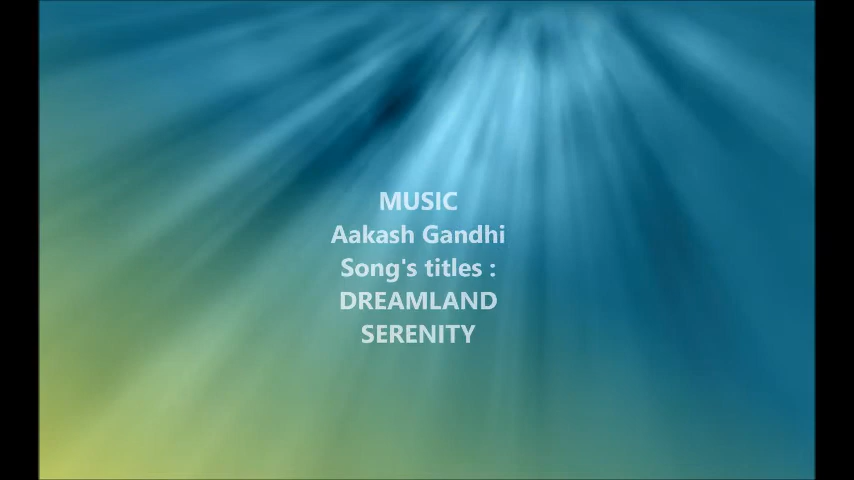 MUSIC
Aakash Gandhi
Song's titles :
DREAMLAND
SERENITY